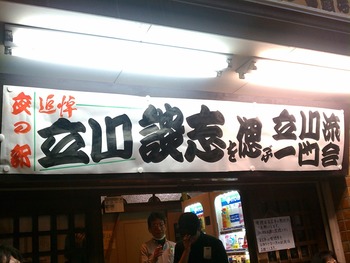 夜の部
追悼
立川談志を偲ぶ立川流一門会